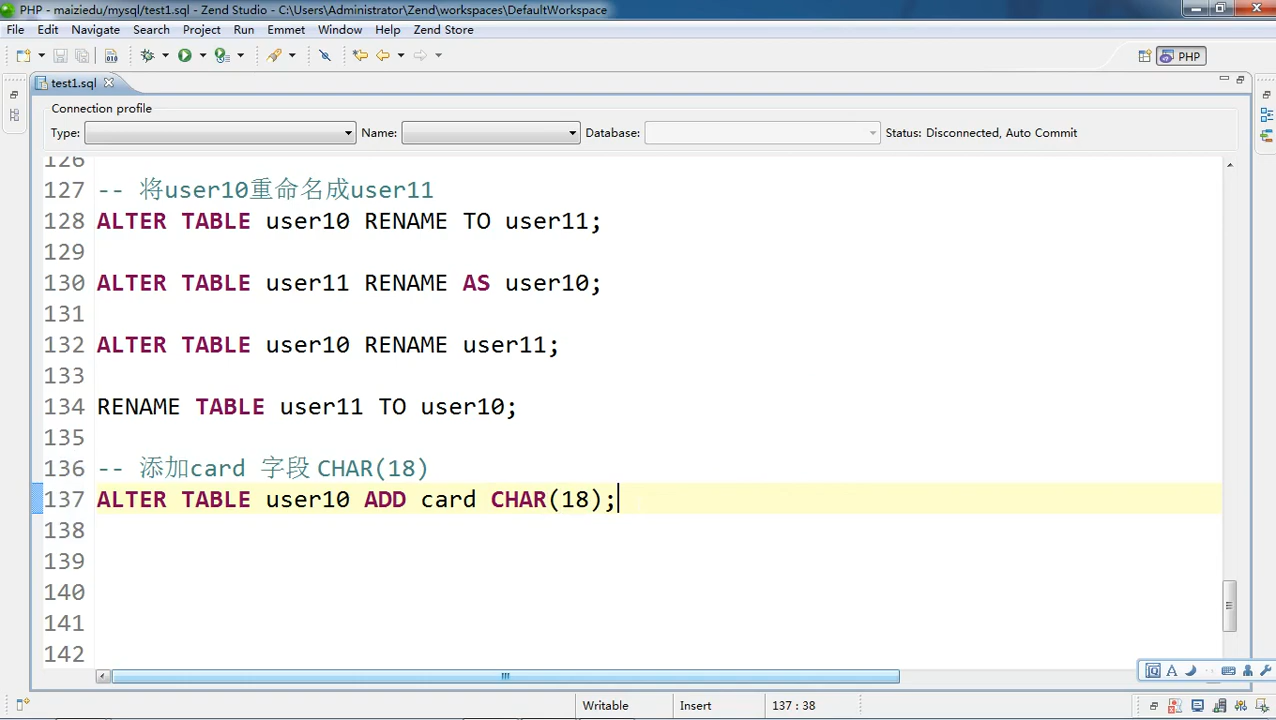 PHP - maiziedu/mysql/test1.sql - Zend Studio - C:\Users\Administrator\Zend\workspaces\DefaultWorkspace
File Edit Navigate Search Project Run Emmet Window Help Zend Store
PHP
test1.sql
Connection profile
Type: Name: Database: Status: Disconnected, Auto Commit
126
127 -- 将user10重命名成user11
128 ALTER TABLE user10 RENAME TO user11;
129
130 ALTER TABLE user11 RENAME AS user10;
131
132 ALTER TABLE user10 RENAME user11;
133
134 RENAME TABLE user11 TO user10;
135
136 -- 添加card 字段 CHAR(18)
137 ALTER TABLE user10 ADD card CHAR(18);
138
139
140
141
142
Writable Insert 137 : 38